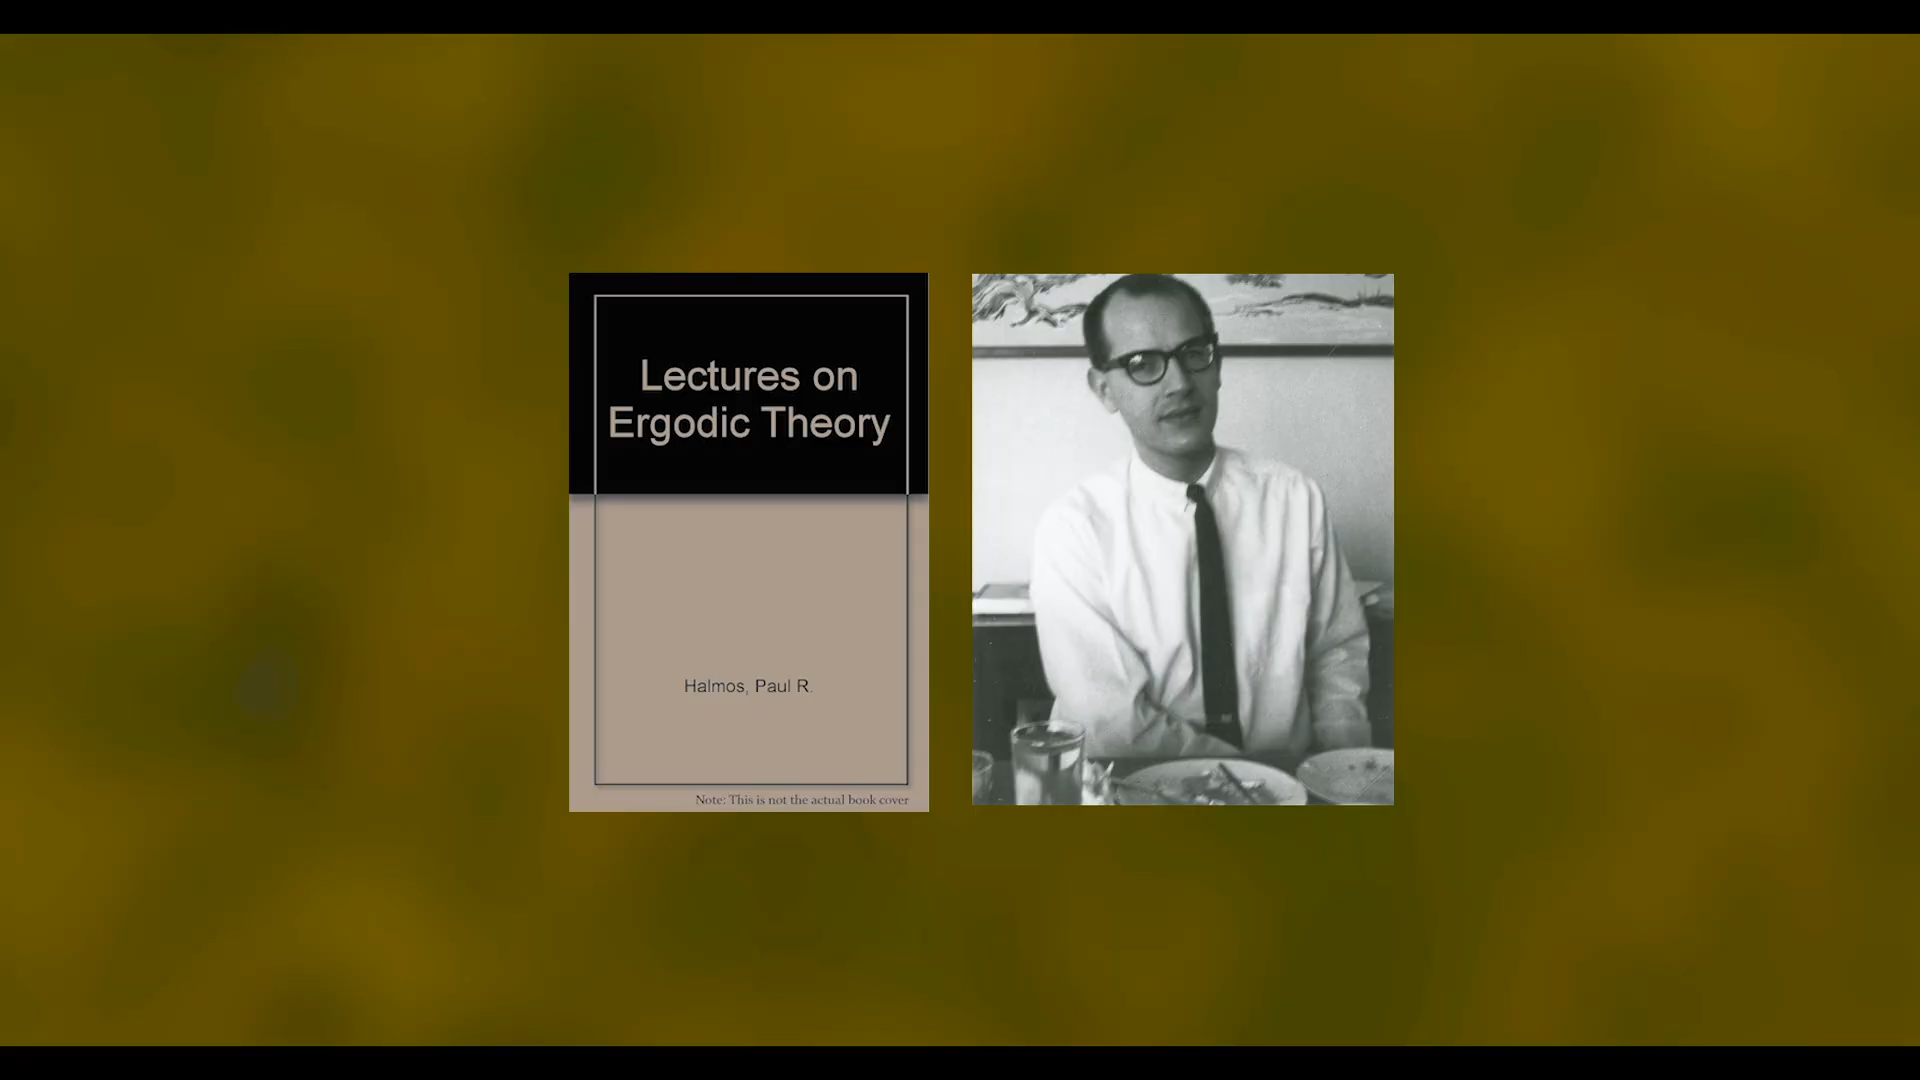 Lectures on
Ergodic Theory
Halmos, Paul R.
Note: This is not the actual book cover